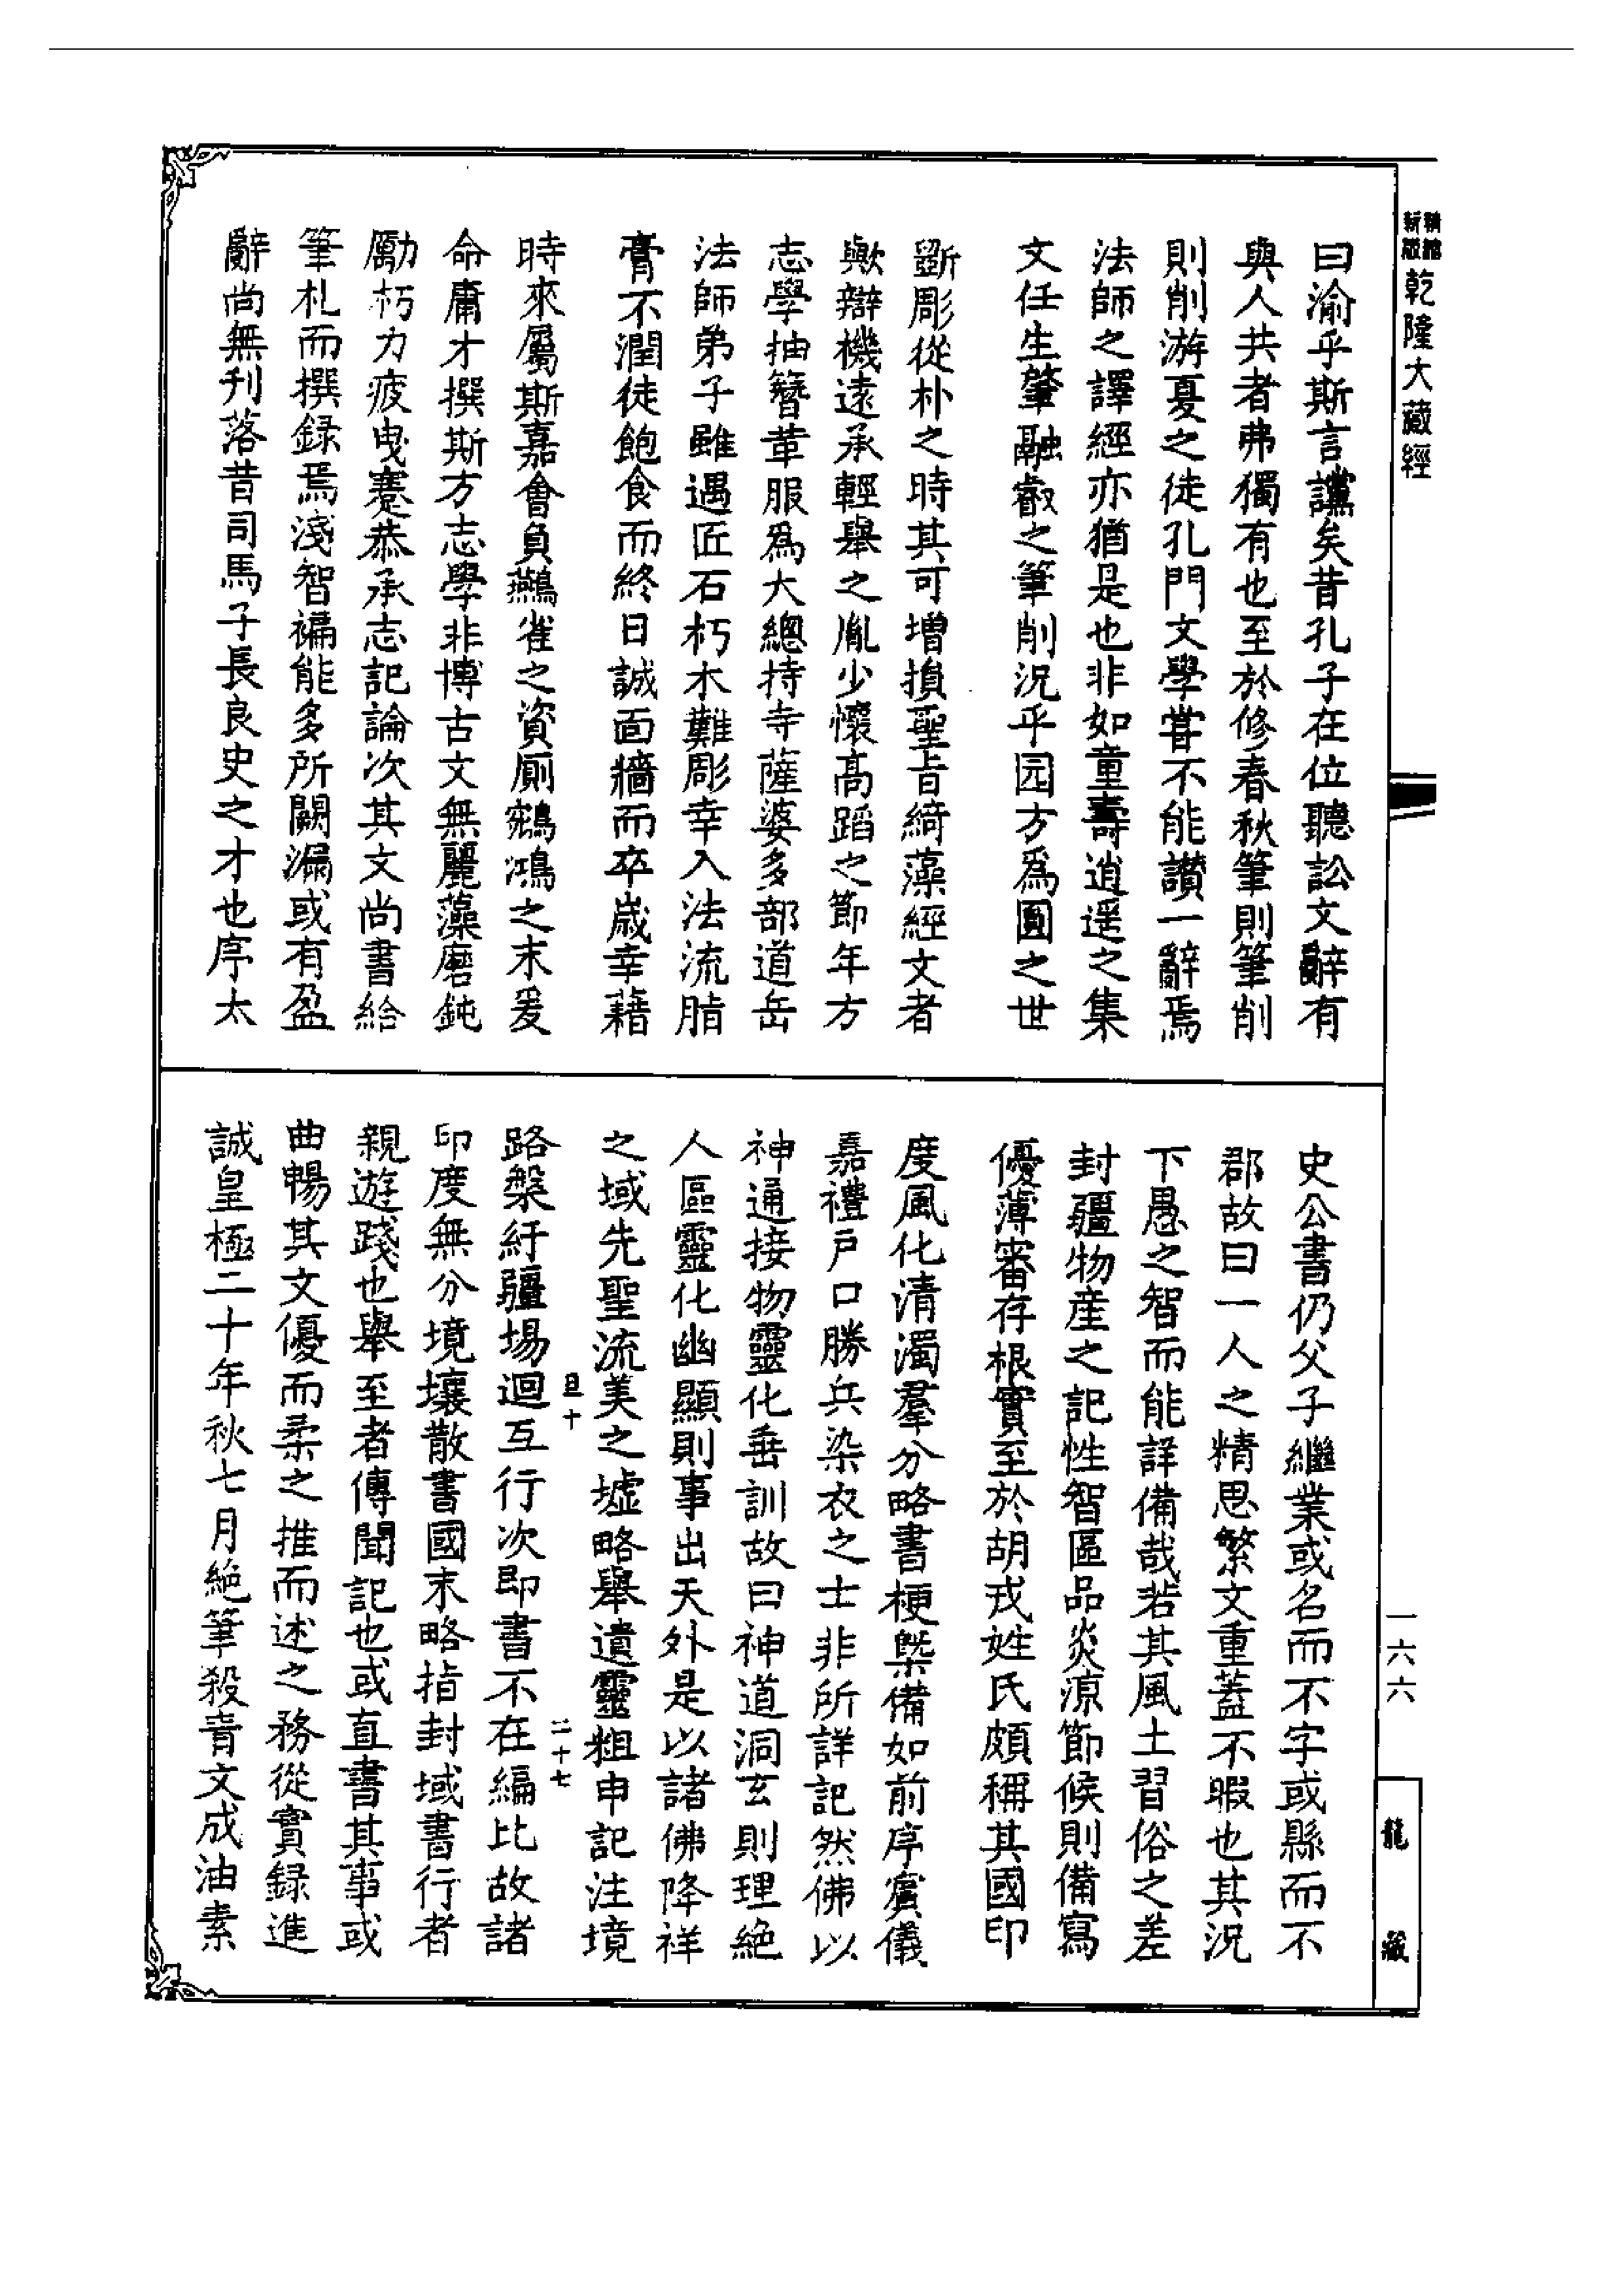 精縮新版乾隆大藏經
曰渝乎斯言讜矣昔孔子在位聽訟文辭有
與人共者弗獨有也至於修春秋筆則筆削
則削游夏之徒孔門文學甞不能讚一辭焉
法師之譯經亦猶是也非如童壽逍遥之集
文任生肇融叡之筆削況乎园方爲圓之世
斵彫從朴之時其可增損聖旨綺藻經文者
歟辯機遠承輕舉之胤少懷高蹈之節年方
志學抽簪革服爲大總持寺薩婆多部道岳
法師弟子雖遇匠石朽木難彫幸入法流脂
膏不潤徒飽食而終日誠面牆而卒歲幸藉
時來屬斯嘉會負鷰雀之資廁鵷鴻之末爰
命庸才撰斯方志學非博古文無麗藻磨鈍
勵朽力疲曳蹇恭承志記論次其文尚書給
筆札而撰録焉淺智褊能多所闕漏或有盈
辭尚無刋落昔司馬子長良史之才也序太
史公書仍父子繼業或名而不字或縣而不
郡故曰一人之精思繁文重蓋不暇也其況
下愚之智而能詳備哉若其風土習俗之差
封疆物産之記性智區品炎凉節候則備寫
優薄審存根實至於胡戎姓氏頗稱其國印
度風化清濁羣分略書梗槩備如前序賓儀
嘉禮戸口勝兵染衣之士非所詳記然佛以
神通接物靈化垂訓故曰神道洞玄則理絶
人區靈化幽顯則事出天外是以諸佛降祥
之域先聖流美之墟略舉遺靈粗申記注境
路槃紆疆場迴互行次即書不在編比故諸
印度無分境壤散書國末略指封域書行者
親遊踐也舉至者傳聞記也或直書其事或
曲暢其文優而柔之推而述之務從實録進
誠皇極二十年秋七月絶筆殺青文成油素
旦十
二十七
一六六
龍藏